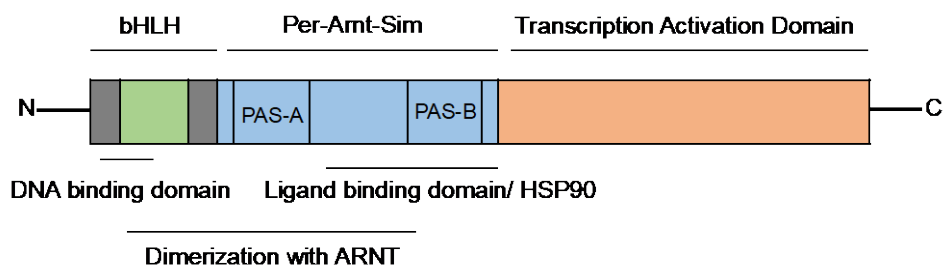 bHLH
Per-Arnt-Sim
Transcription Activation Domain
N
PAS-A
PAS-B
C
DNA binding domain
Ligand binding domain/ HSP90
Dimerization with ARNT